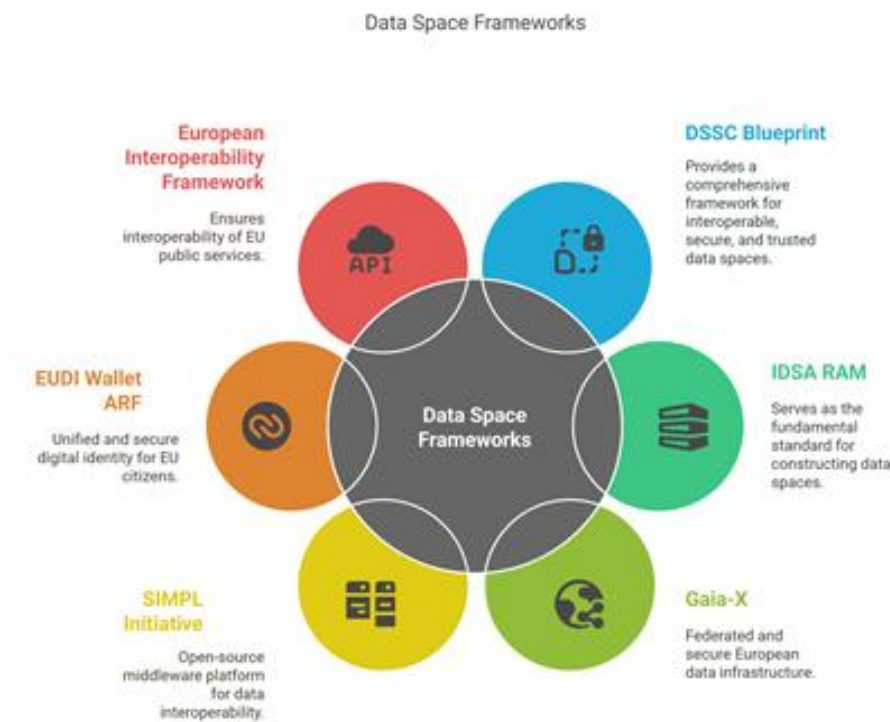 Data Space Frameworks
European
Interoperability
Framework
Ensures
interoperability of EU
public services.
API
DSSC Blueprint
Provides a
comprehensive
framework for
interoperable,
secure, and trusted
data spaces.
EUDI Wallet
ARF
Unified and secure
digital identity for EU
citizens.
Data Space
Frameworks
IDSA RAM
Serves as the
fundamental
standard for
constructing data
spaces.
SIMPL
Initiative
Open-source
middleware platform
for data
interoperability.
Gaia-X
Federated and
secure European
data infrastructure.